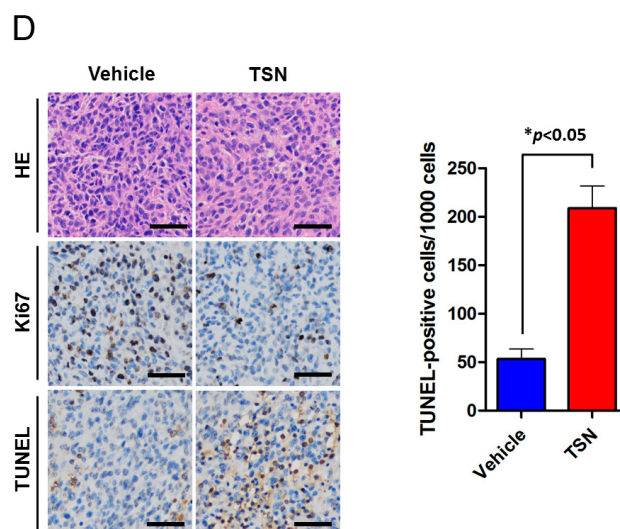 D
Vehicle TSN
HE
Ki67
TUNEL
*p<0.05
TUNEL-positive cells/1000 cells
250
200
150
100
50
0
Vehicle
TSN